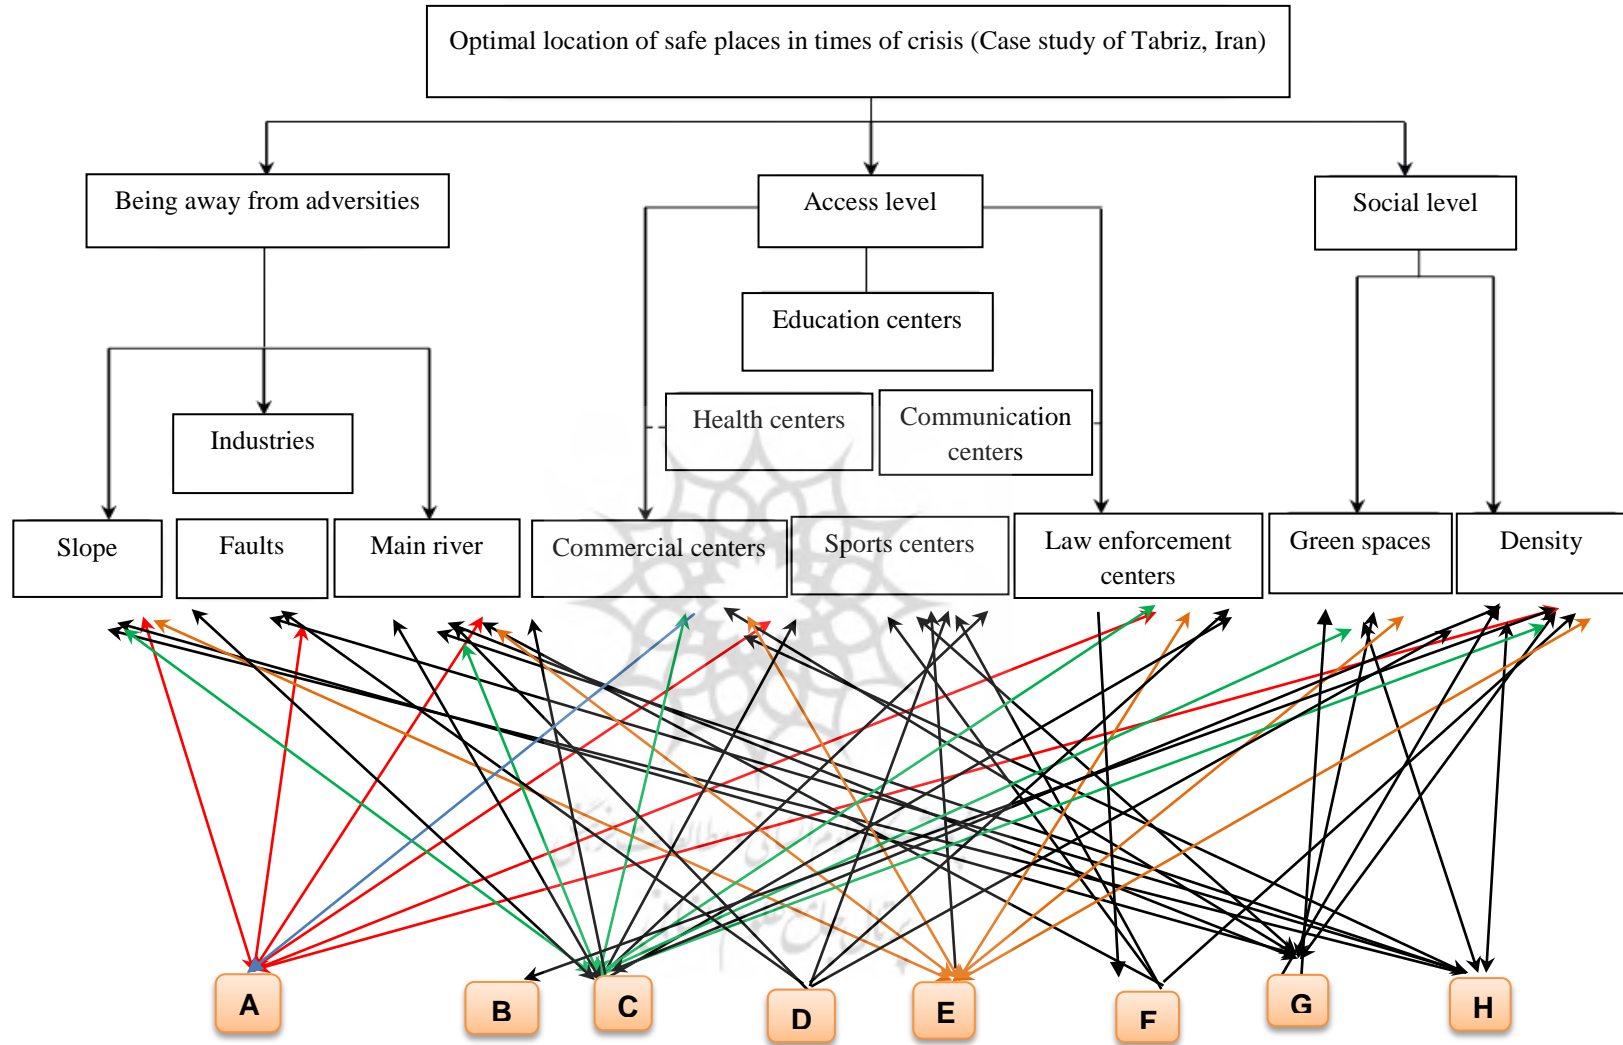 Optimal location of safe places in times of crisis (Case study of Tabriz, Iran)
Being away from adversities
Access level
Social level
Education centers
Health centers
Communication
centers
Industries
Slope
Faults
Main river
Commercial centers
Sports centers
Law enforcement
centers
Green spaces
Density
A
B
C
D
E
F
G
H